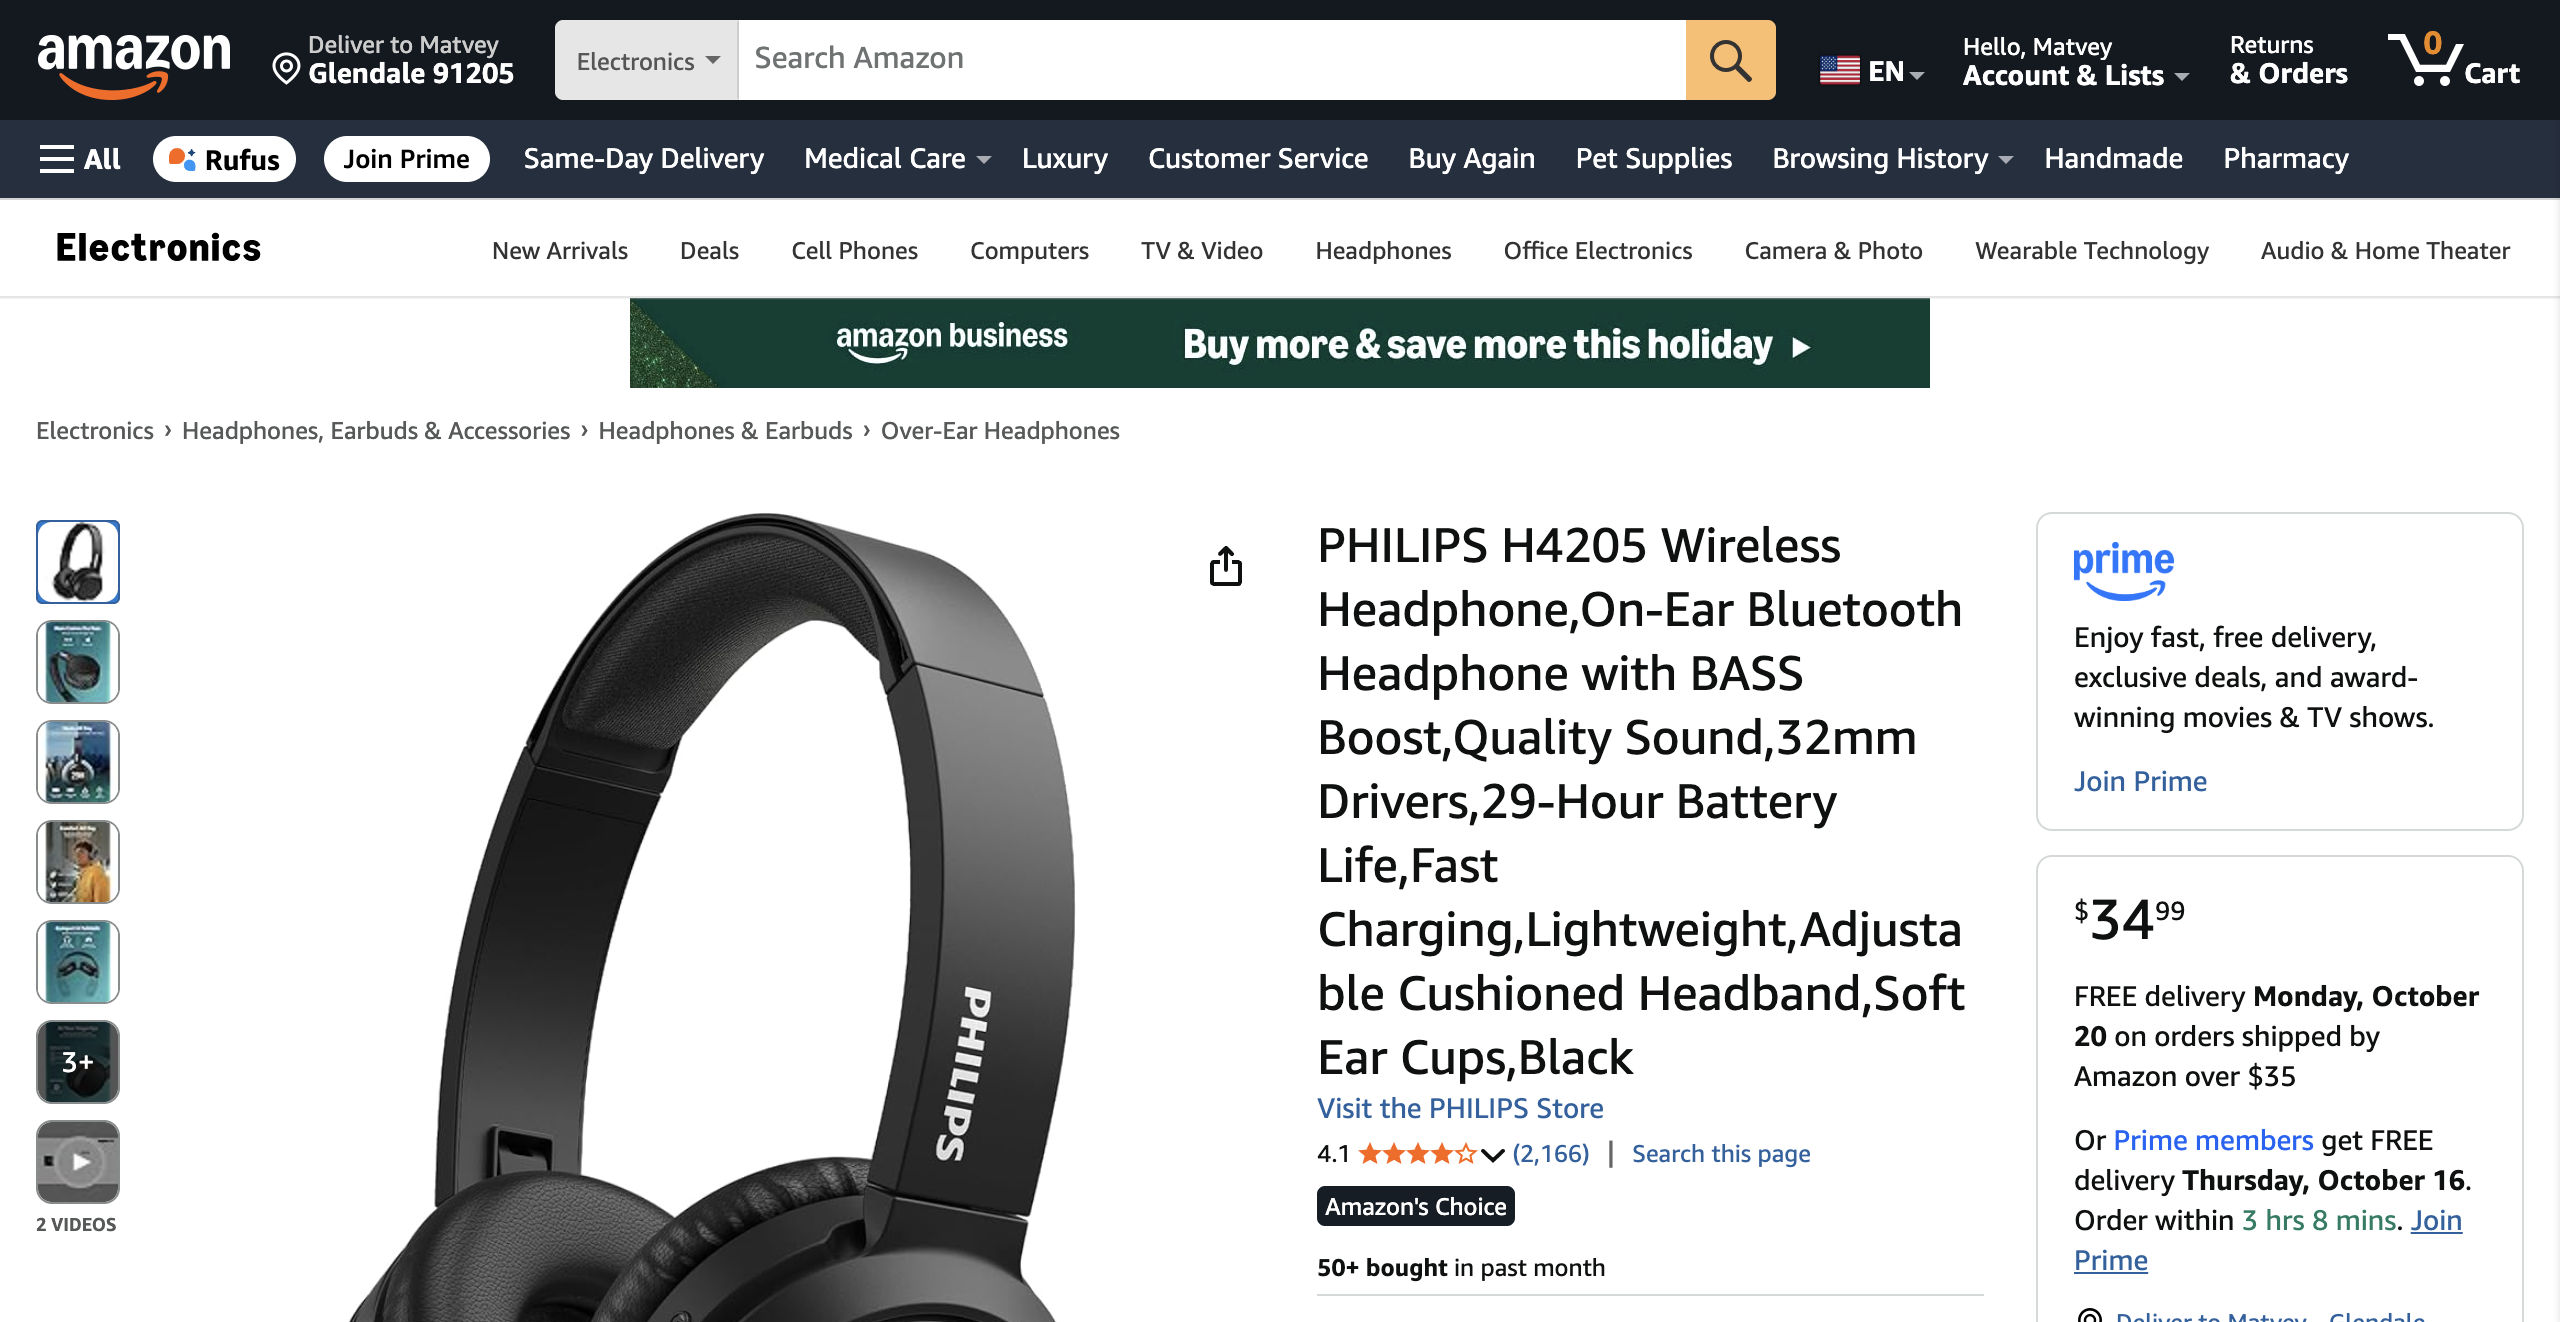 amazon
Deliver to Matvey
Glendale 91205
Electronics
Search Amazon
EN
Hello, Matvey
Account & Lists
Returns
& Orders
0
Cart
All
Rufus
Join Prime
Same-Day Delivery
Medical Care
Luxury
Customer Service
Buy Again
Pet Supplies
Browsing History
Handmade
Pharmacy
Electronics
New Arrivals
Deals
Cell Phones
Computers
TV & Video
Headphones
Office Electronics
Camera & Photo
Wearable Technology
Audio & Home Theater
amazon business
Buy more & save more this holiday
Electronics › Headphones, Earbuds & Accessories › Headphones & Earbuds › Over-Ear Headphones
3+
2 VIDEOS
PHILIPS
PHILIPS H4205 Wireless
Headphone,On-Ear Bluetooth
Headphone with BASS
Boost,Quality Sound,32mm
Drivers,29-Hour Battery
Life,Fast
Charging,Lightweight,Adjusta
ble Cushioned Headband,Soft
Ear Cups,Black
Visit the PHILIPS Store
4.1
(2,166) | Search this page
Amazon's Choice
50+ bought in past month
prime
Enjoy fast, free delivery,
exclusive deals, and award-
winning movies & TV shows.
Join Prime
$34 99
FREE delivery Monday, October
20 on orders shipped by
Amazon over $35
Or Prime members get FREE
delivery Thursday, October 16.
Order within 3 hrs 8 mins. Join
Prime
Deliver to Matvey - Glendale